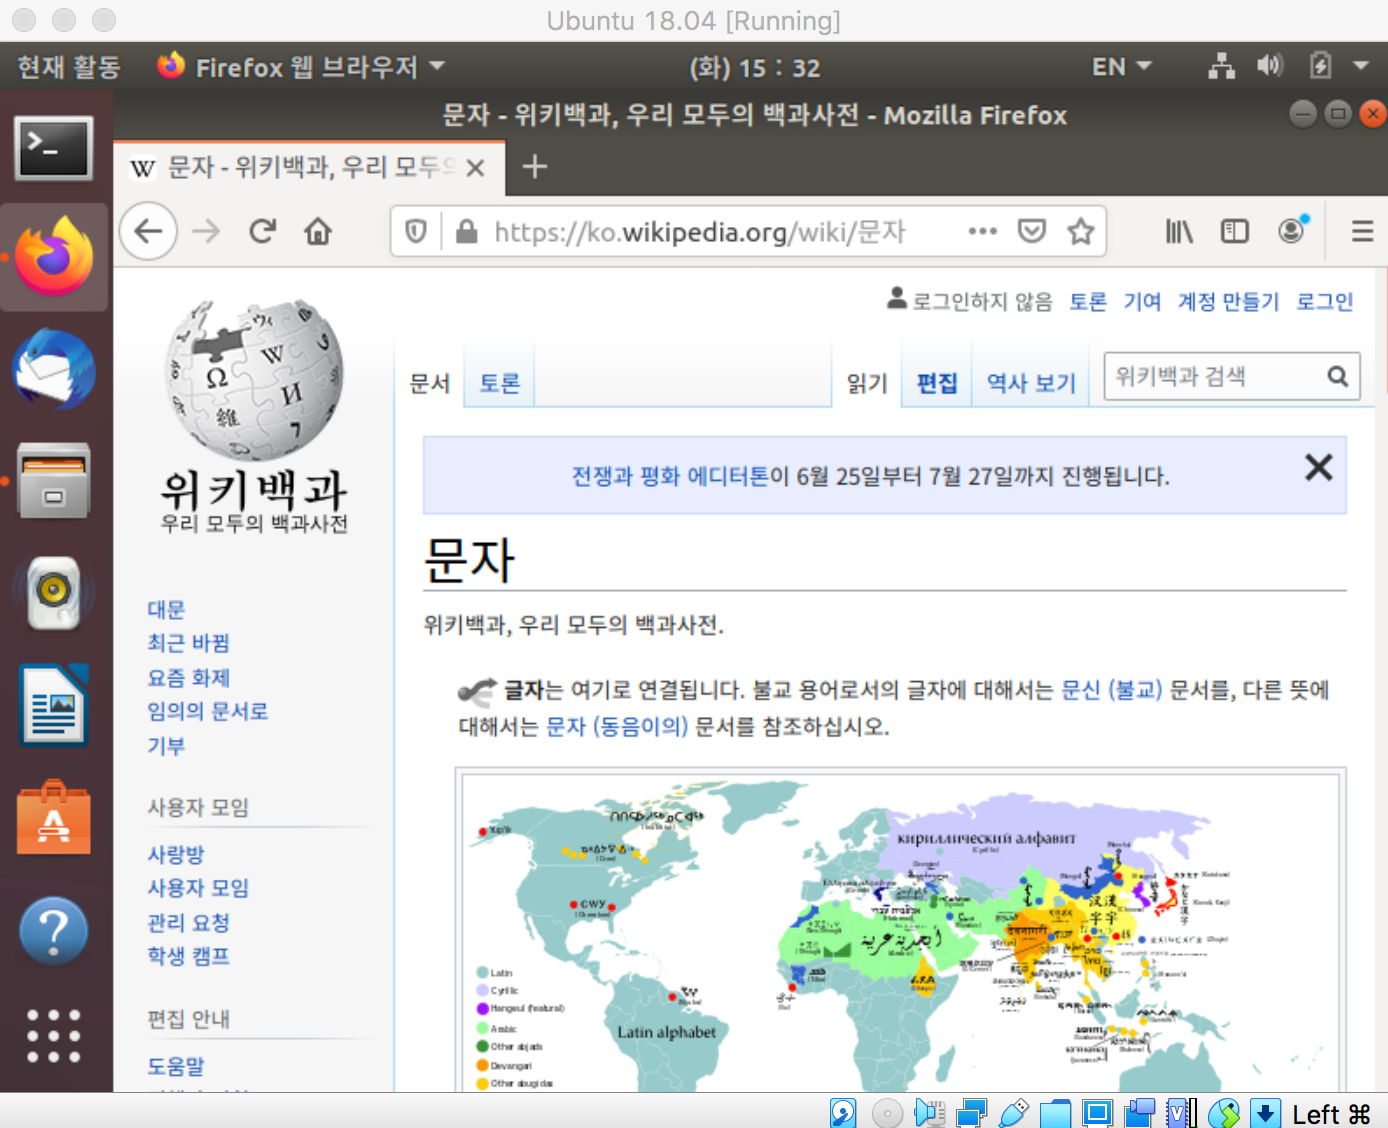 Ubuntu 18.04 [Running]
현재 활동 Firefox 웹 브라우저 (화) 15 : 32 EN
문자 - 위키백과, 우리 모두의 백과사전 - Mozilla Firefox
W 문자 - 위키백과, 우리 모두의
https://ko.wikipedia.org/wiki/문자
로그인하지 않음 토론 기여 계정 만들기 로그인
문서 토론 읽기 편집 역사 보기 위키백과 검색
위키백과
우리 모두의 백과사전
전쟁과 평화 에디터톤이 6월 25일부터 7월 27일까지 진행됩니다.
문자
위키백과, 우리 모두의 백과사전.
글자는 여기로 연결됩니다. 불교 용어로서의 글자에 대해서는 문신 (불교) 문서를, 다른 뜻에
대해서는 문자 (동음이의) 문서를 참조하십시오.
대문
최근 바뀜
요즘 화제
임의의 문서로
기부
사용자 모임
사랑방
사용자 모임
관리 요청
학생 캠프
편집 안내
도움말
кириллический алфавит
(Cyrillic)
Latin alphabet
Latin
Cyrillic
Hangeul (featural)
Arabic
Other abjads
Devangari
Other abugidas
Left ⌘